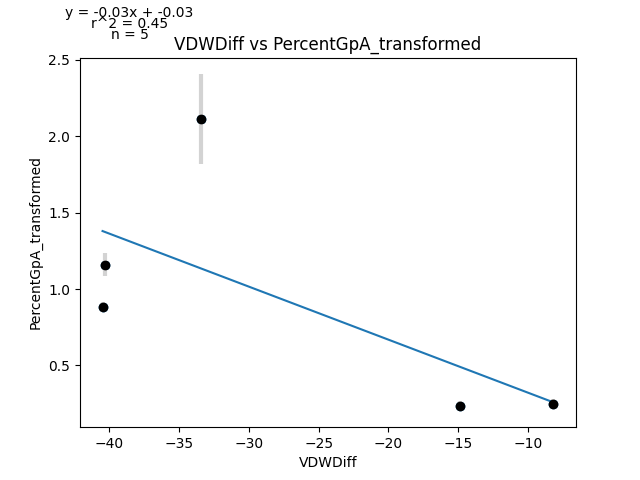 y = -0.03x + -0.03
r^2 = 0.45
n = 5
VDWDiff vs PercentGpA_transformed
2.5
2.0
1.5
1.0
0.5
PercentGpA_transformed
−40
−35
−30
−25
−20
−15
−10
VDWDiff